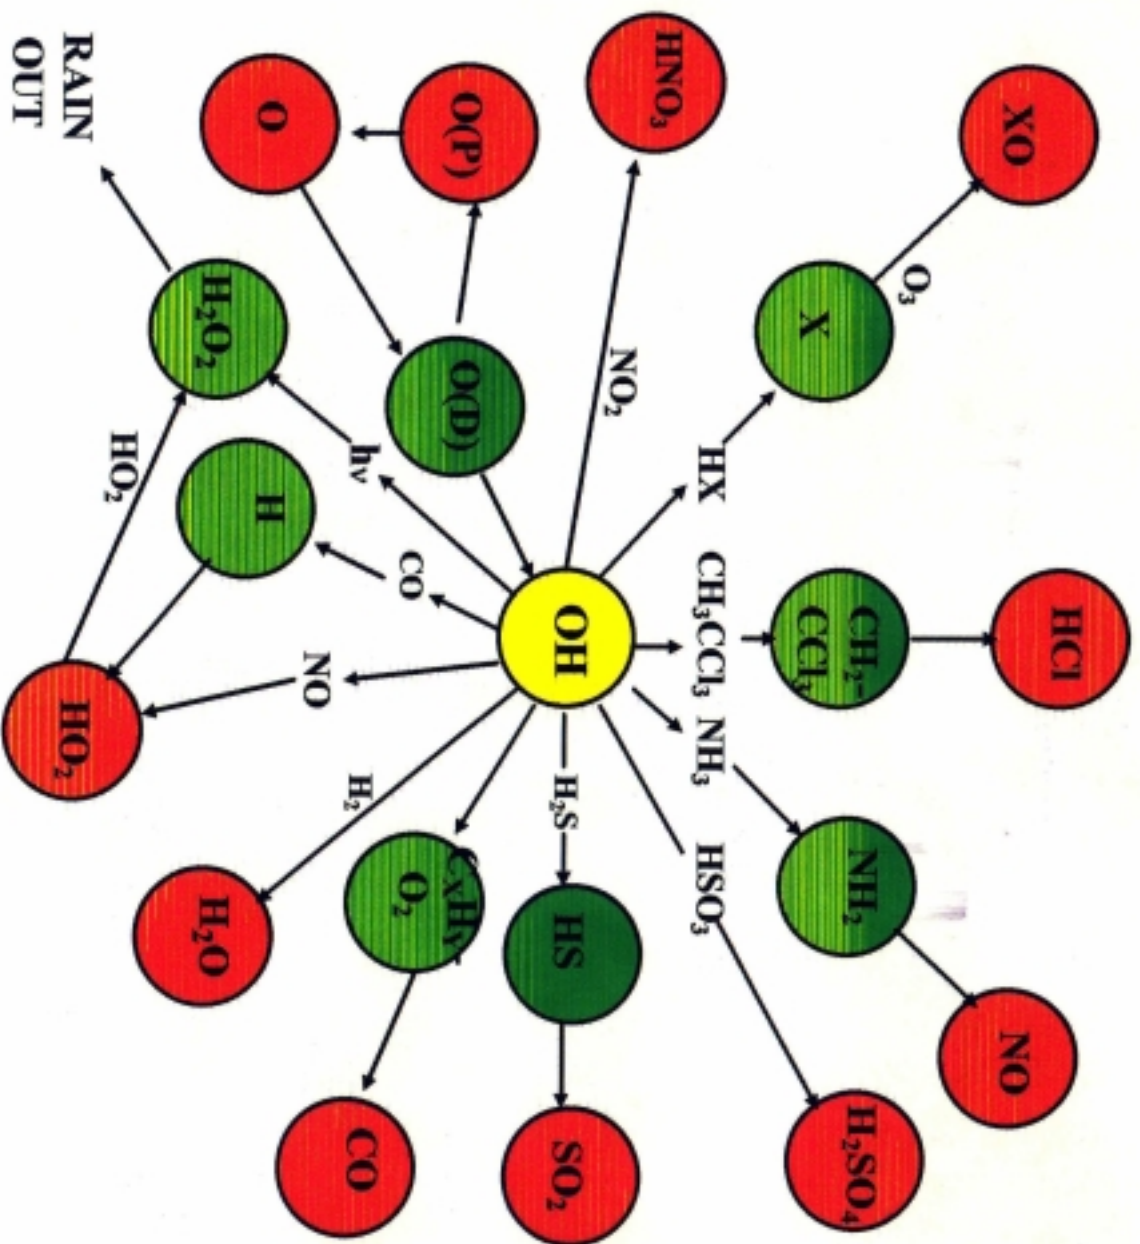 HCl
XO
NO
CH₂-
CCl₃
NH₂
H₂SO₄
O₃
X
HX
CH₃CCl₃
NH₃
HSO₃
HNO₃
NO₂
OH
H₂S
HS
SO₂
O(P)
O(D)
CₓHᵧ-
O₂
CO
hν
H₂
CO
NO
O
H
H₂O₂
H₂O
HO₂
HO₂
RAIN
OUT